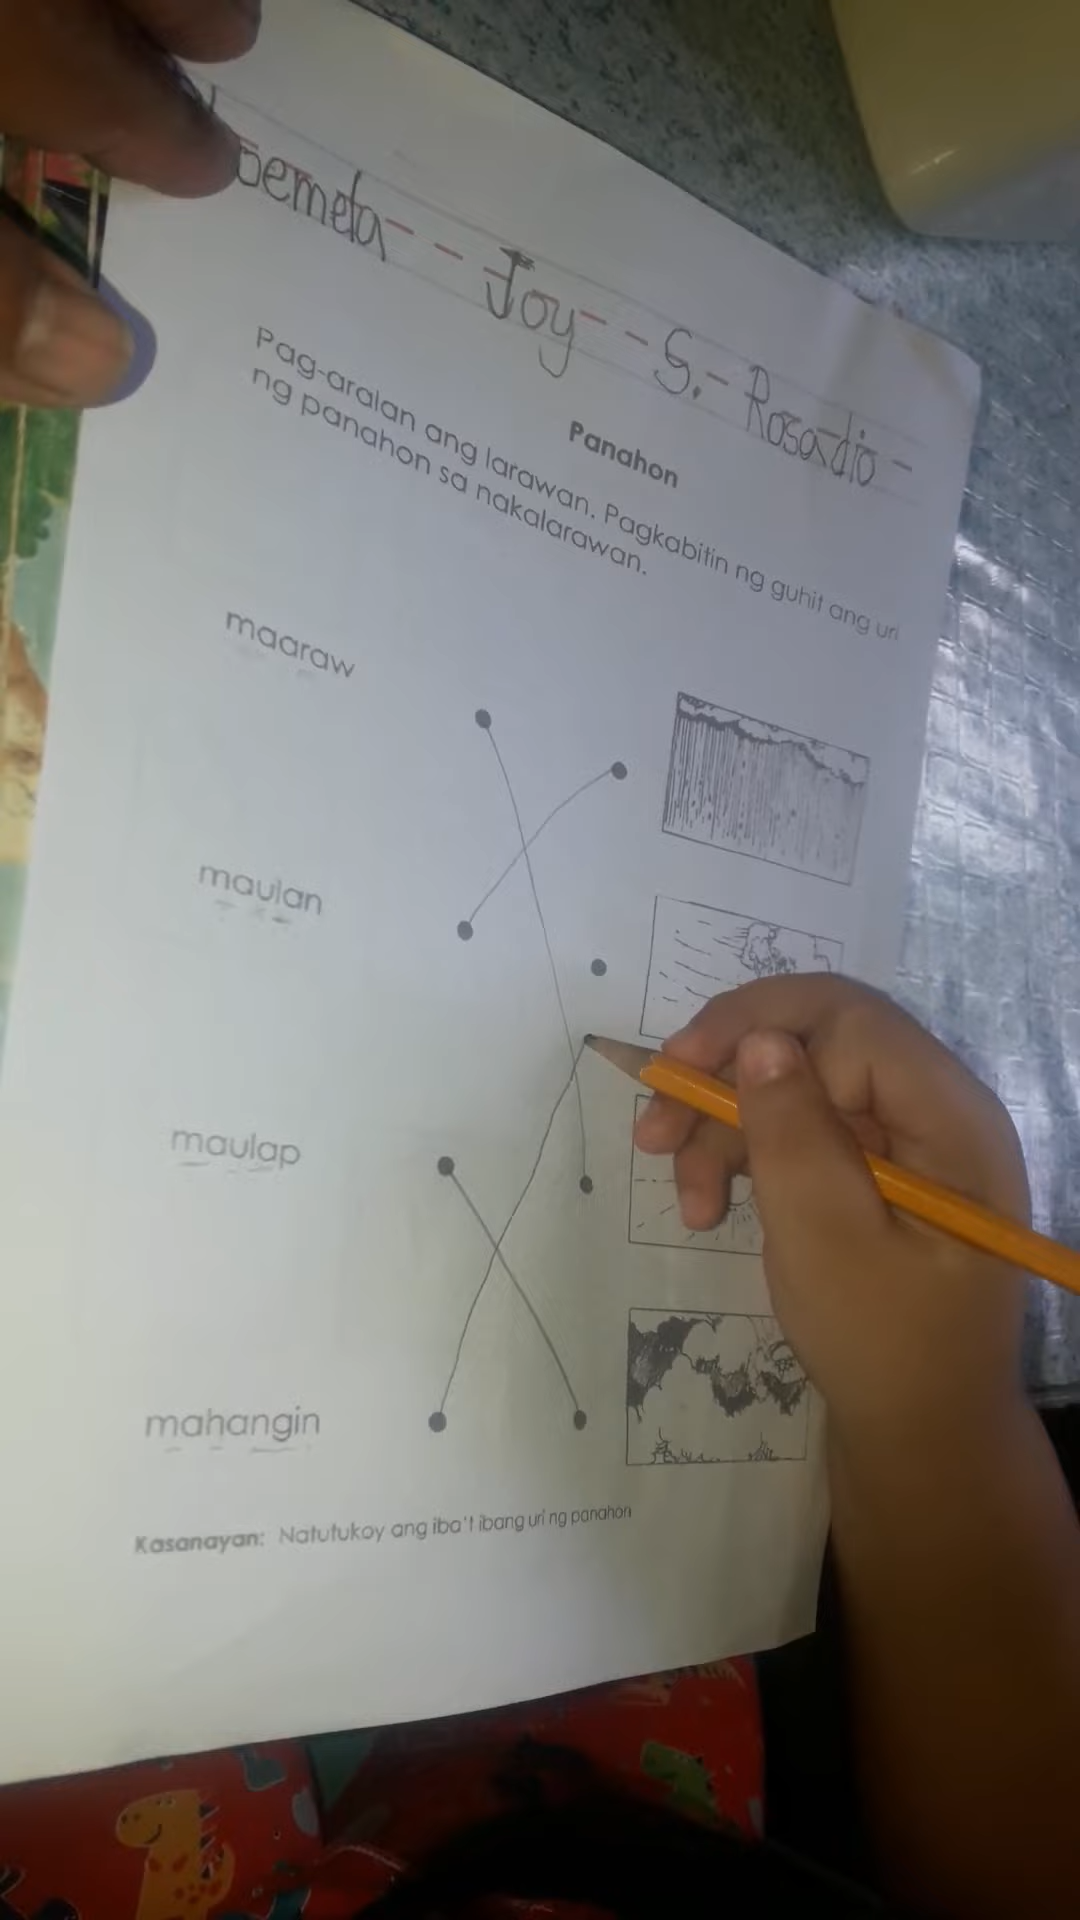 Joy S. Rosadio
Panahon
Pag-aralan ang larawan. Pagkabitin ng guhit ang uri
ng panahon sa nakalarawan.
maaraw
maulan
maulap
mahangin
Kasanayan: Natutukoy ang iba't ibang uri ng panahon